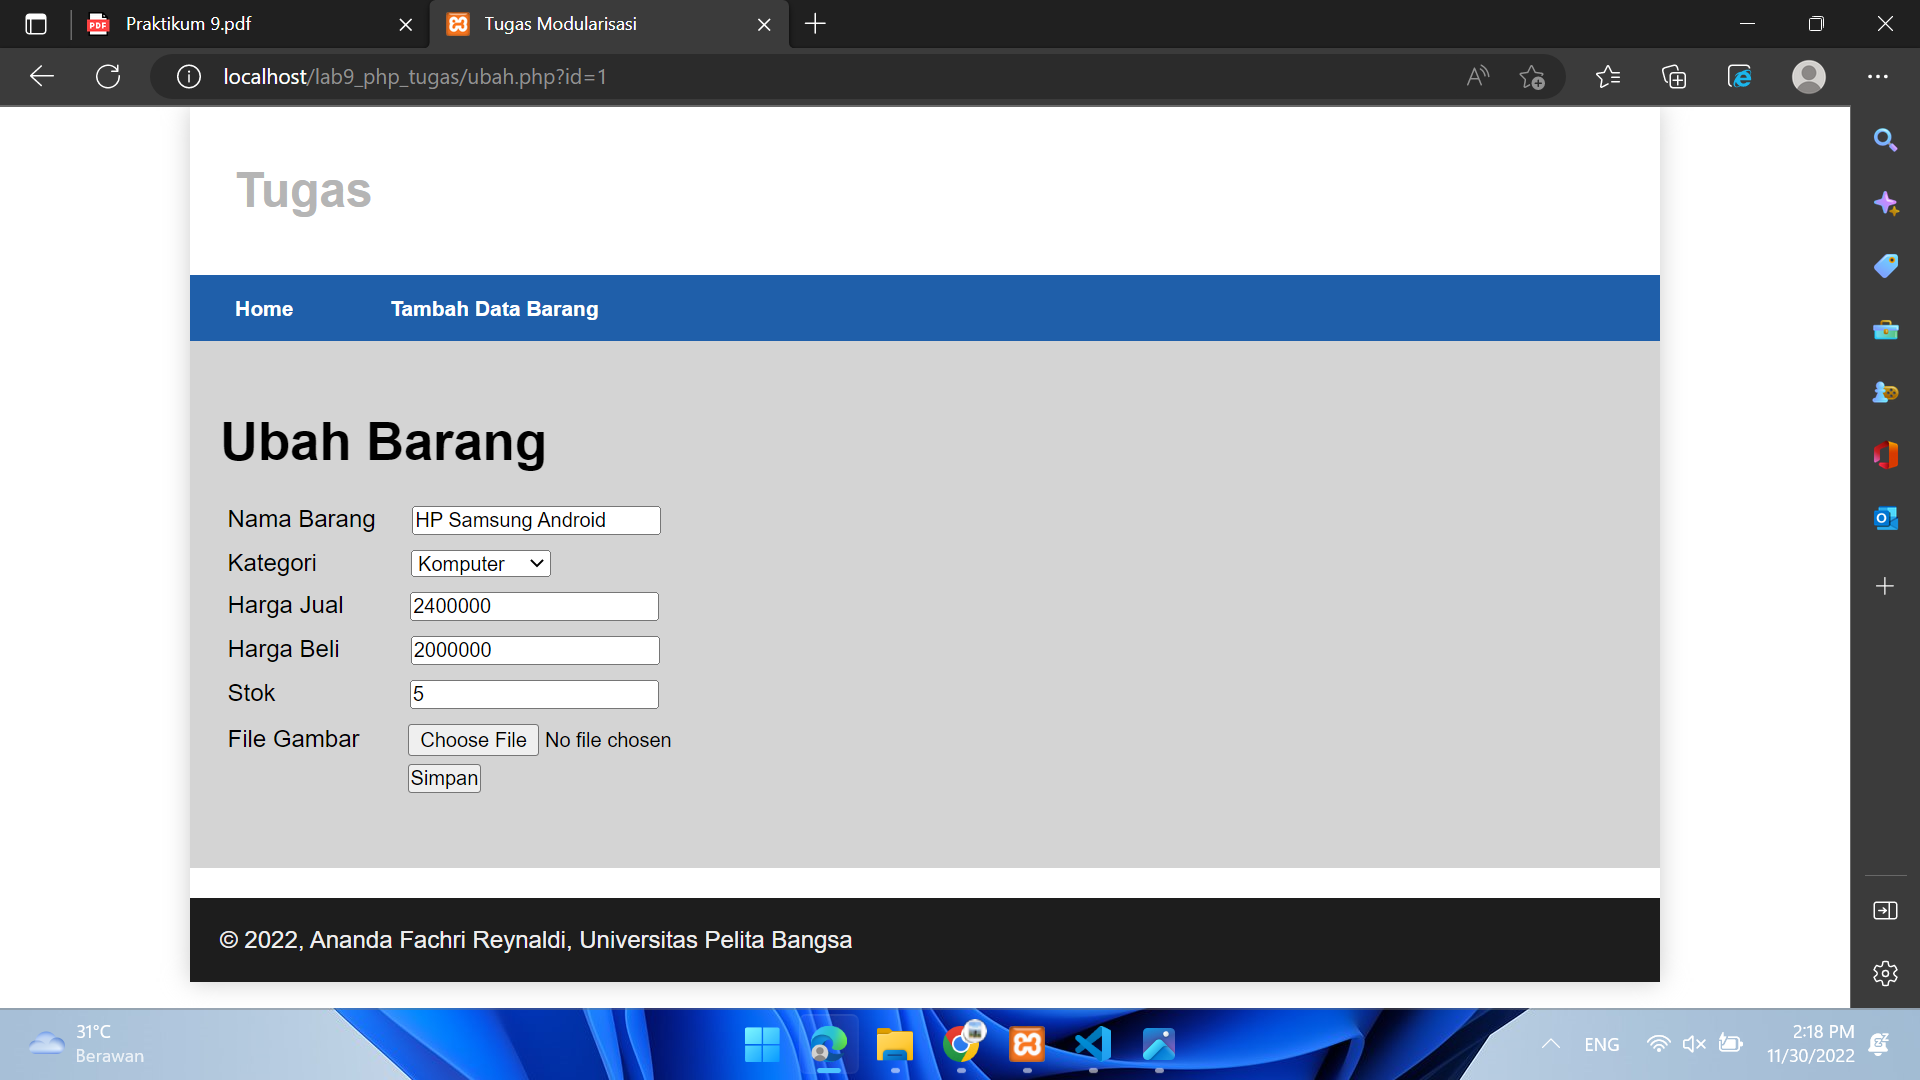 Praktikum 9.pdf
Tugas Modularisasi
localhost/lab9_php_tugas/ubah.php?id=1
Tugas
Home
Tambah Data Barang
Ubah Barang
Nama Barang HP Samsung Android
Kategori Komputer
Harga Jual 2400000
Harga Beli 2000000
Stok 5
File Gambar Choose File No file chosen
Simpan
© 2022, Ananda Fachri Reynaldi, Universitas Pelita Bangsa
31°C
Berawan
ENG
2:18 PM
11/30/2022